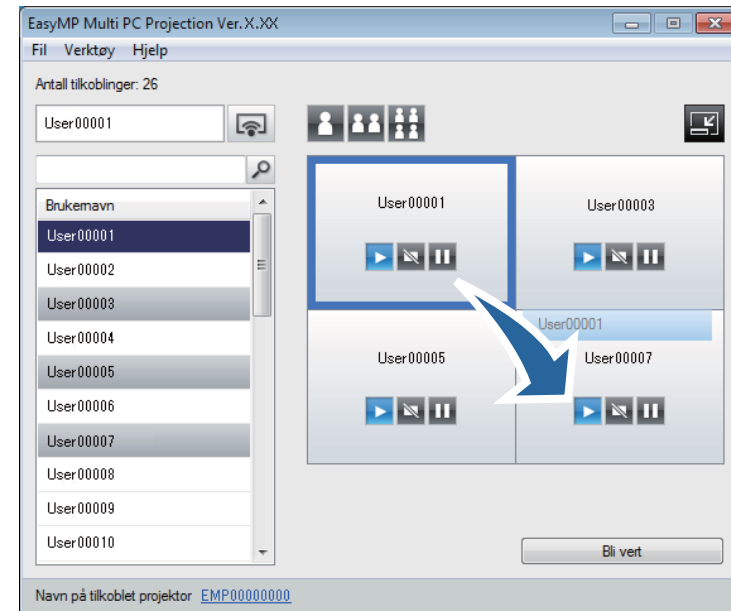 EasyMP Multi PC Projection Ver.X.XX
Fil Verktøy Hjelp
Antall tilkoblinger: 26
User00001
Brukernavn
User00001
User00002
User00003
User00004
User00005
User00006
User00007
User00008
User00009
User00010
User00001
User00003
User00001
User00005
User00007
Bli vert
Navn på tilkoblet projektor EMP00000000